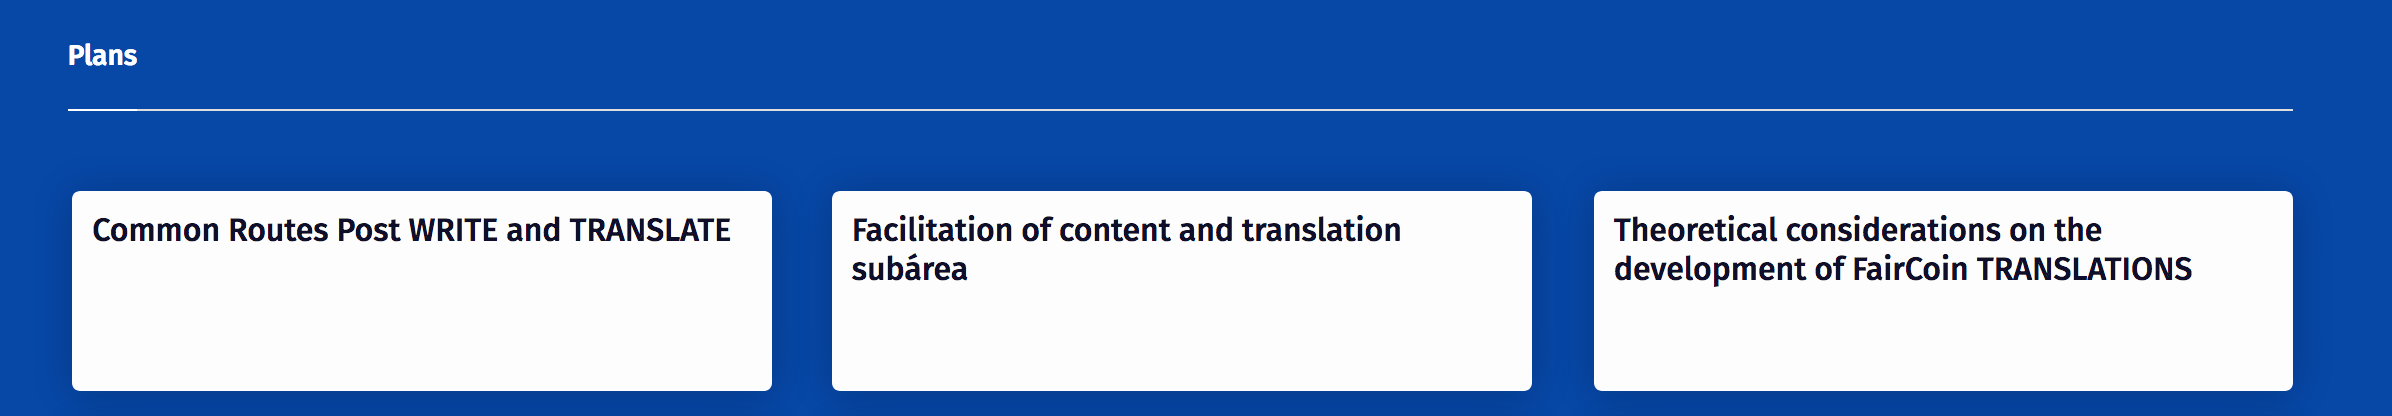 Plans
Common Routes Post WRITE and TRANSLATE
Facilitation of content and translation
subárea
Theoretical considerations on the
development of FairCoin TRANSLATIONS